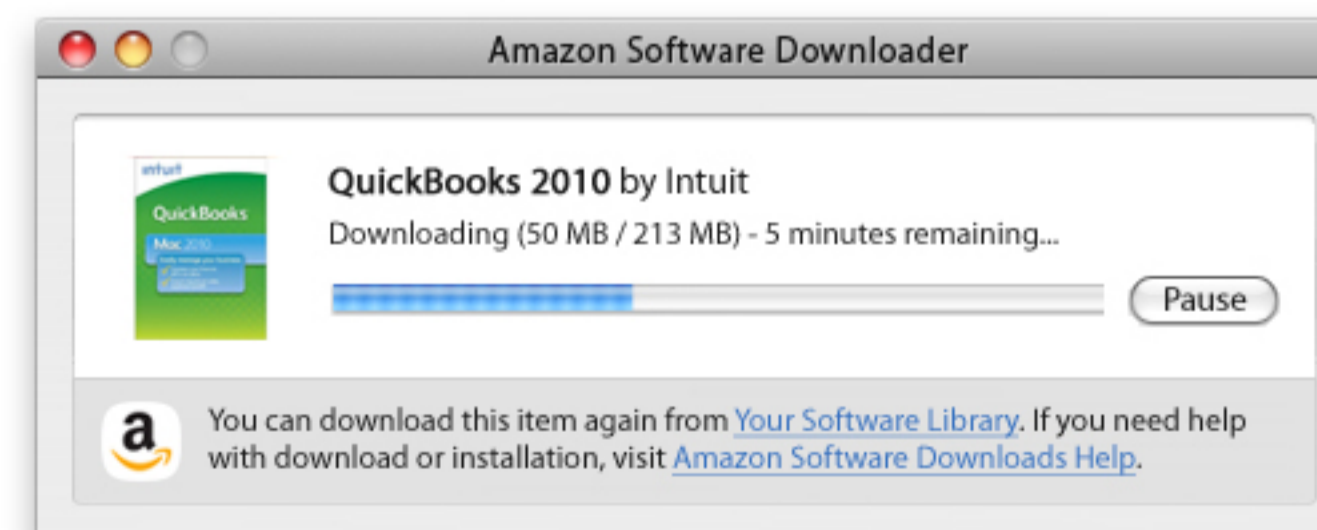 Amazon Software Downloader
intuit
QuickBooks
Mac 2010
QuickBooks 2010 by Intuit
Downloading (50 MB / 213 MB) - 5 minutes remaining...
Pause
a
You can download this item again from Your Software Library. If you need help
with download or installation, visit Amazon Software Downloads Help.